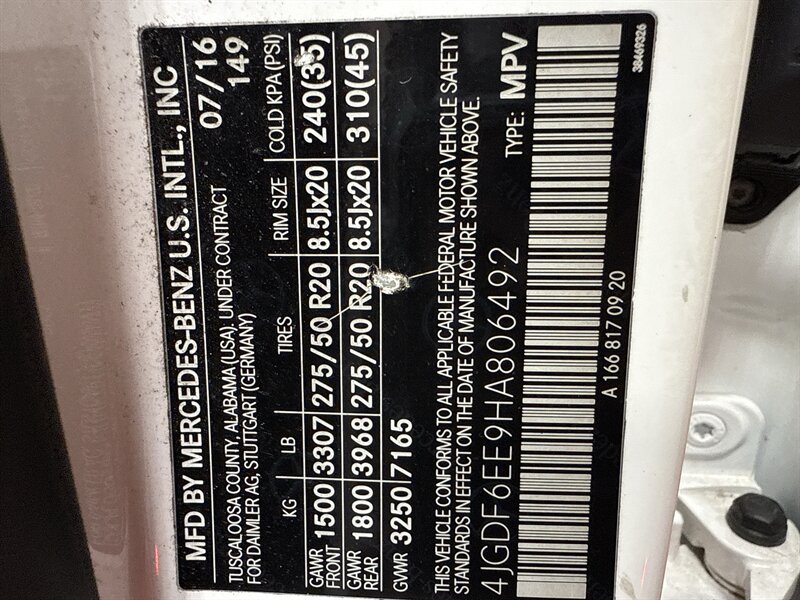 MFD BY MERCEDES-BENZ U.S. INTL., INC
TUSCALOOSA COUNTY, ALABAMA (USA). UNDER CONTRACT 07/16
FOR DAIMLER AG, STUTTGART (GERMANY) 149
KG LB TIRES RIM SIZE COLD KPA (PSI)
GAWR FRONT 1500 3307 275/50 R20 8.5Jx20 240(35)
GAWR REAR 1800 3968 275/50 R20 8.5Jx20 310(45)
GVWR 3250 7165
THIS VEHICLE CONFORMS TO ALL APPLICABLE FEDERAL MOTOR VEHICLE SAFETY
STANDARDS IN EFFECT ON THE DATE OF MANUFACTURE SHOWN ABOVE.
4JGDF6EE9HA806492 TYPE: MPV
A 166 817 09 20
38469326